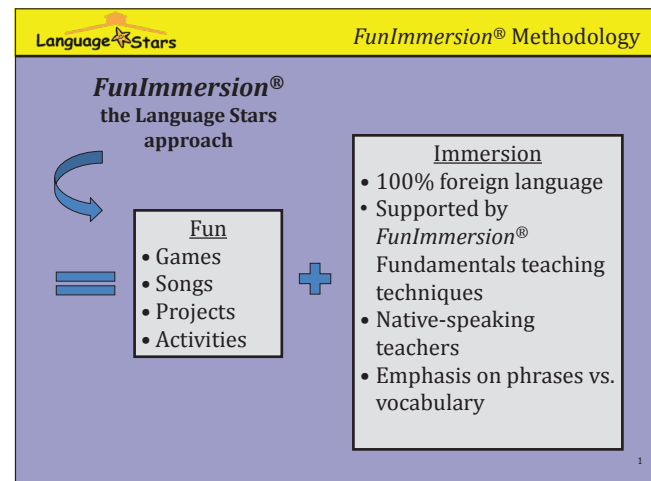 Language Stars
FunImmersion® Methodology
FunImmersion®
the Language Stars
approach
Fun
• Games
• Songs
• Projects
• Activities
Immersion
• 100% foreign language
• Supported by
FunImmersion®
Fundamentals teaching
techniques
• Native-speaking
teachers
• Emphasis on phrases vs.
vocabulary
1